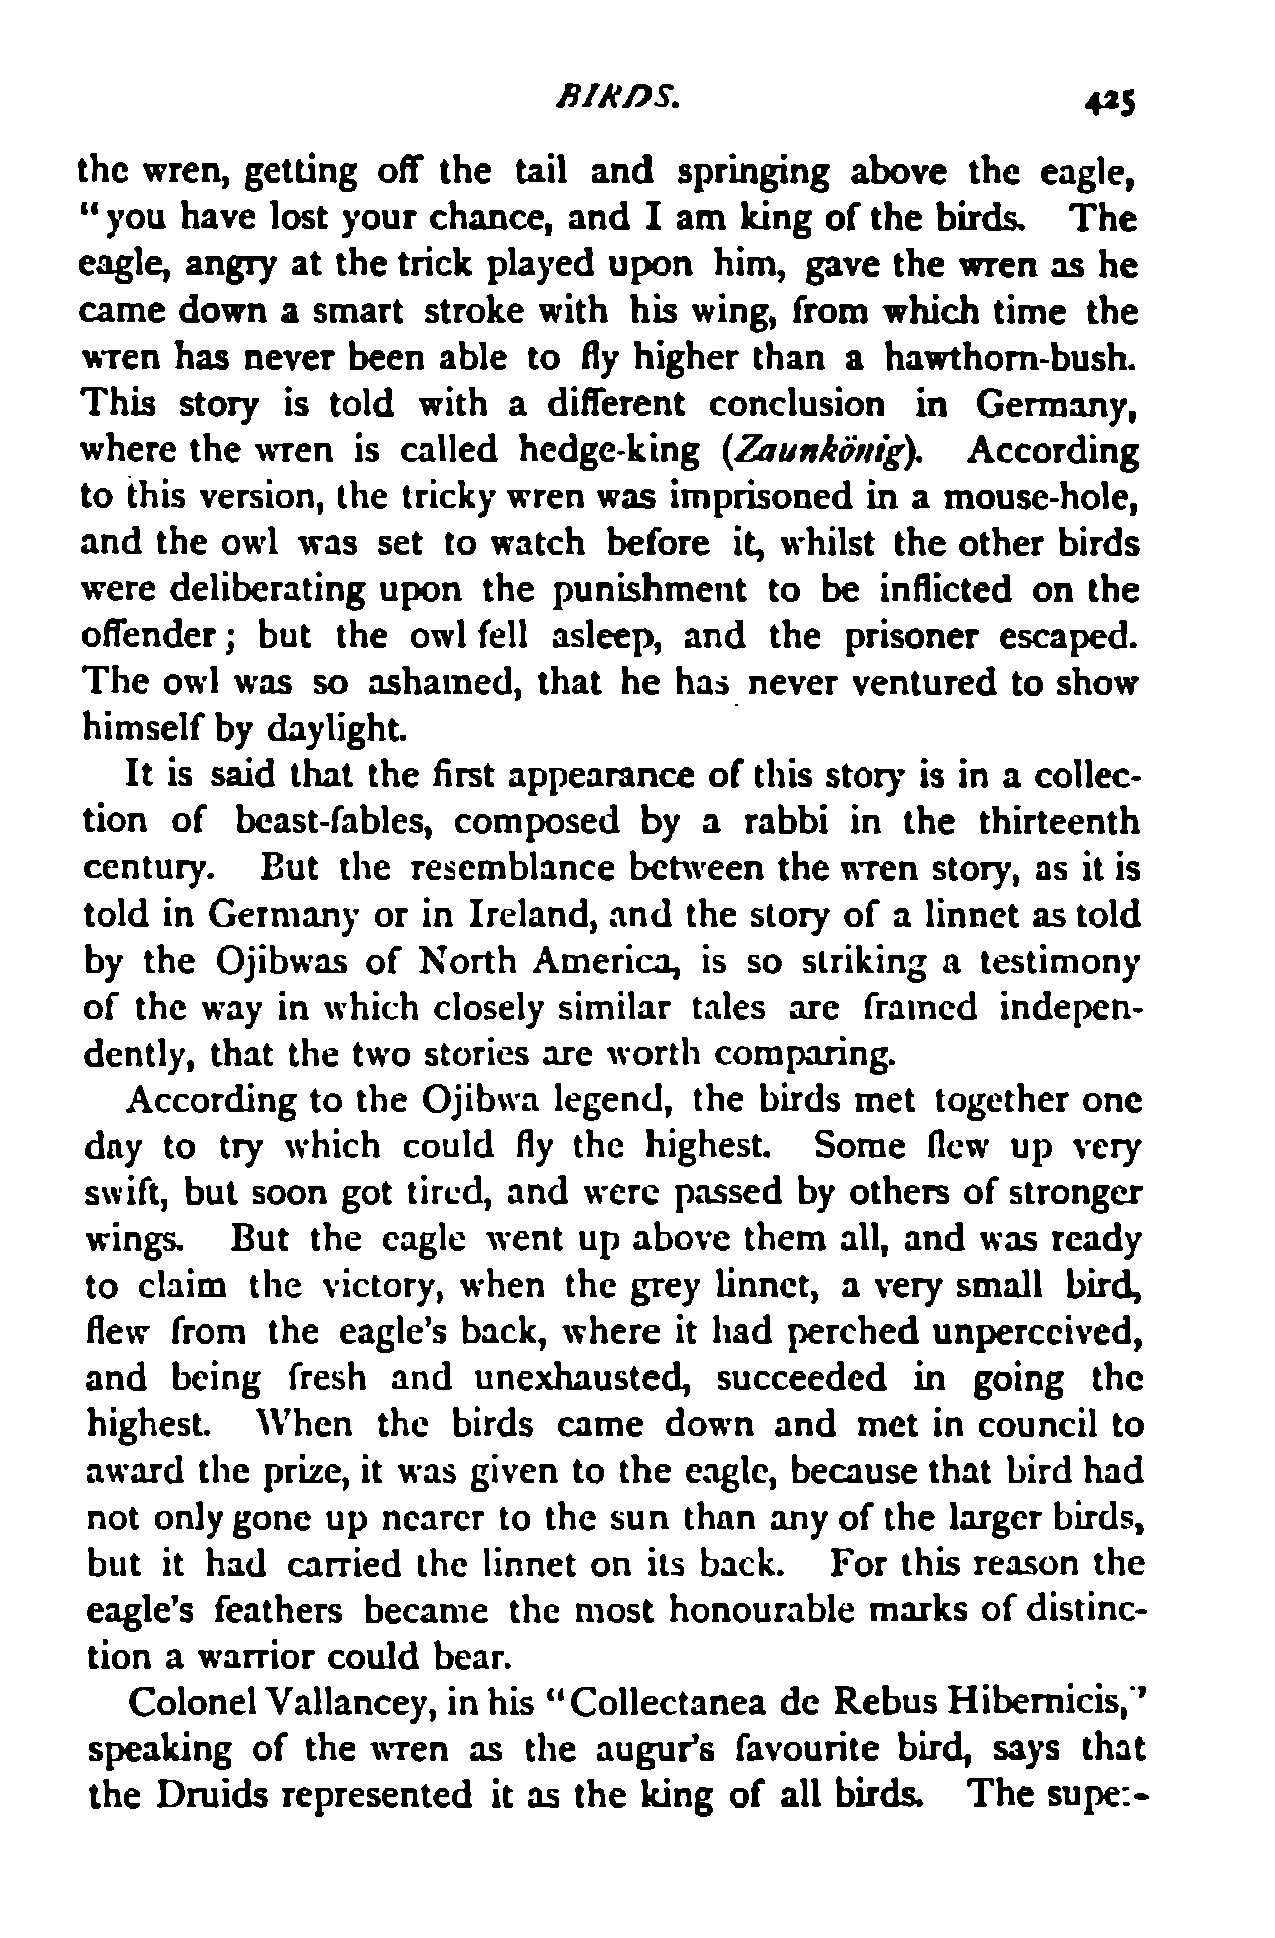 BIRDS. 425
the wren, getting off the tail and springing above the eagle,
“you have lost your chance, and I am king of the birds. The
eagle, angry at the trick played upon him, gave the wren as he
came down a smart stroke with his wing, from which time the
wren has never been able to fly higher than a hawthorn-bush.
This story is told with a different conclusion in Germany,
where the wren is called hedge-king (Zaunkönig). According
to this version, the tricky wren was imprisoned in a mouse-hole,
and the owl was set to watch before it, whilst the other birds
were deliberating upon the punishment to be inflicted on the
offender; but the owl fell asleep, and the prisoner escaped.
The owl was so ashamed, that he has never ventured to show
himself by daylight.
It is said that the first appearance of this story is in a collec-
tion of beast-fables, composed by a rabbi in the thirteenth
century. But the resemblance between the wren story, as it is
told in Germany or in Ireland, and the story of a linnet as told
by the Ojibwas of North America, is so striking a testimony
of the way in which closely similar tales are framed indepen-
dently, that the two stories are worth comparing.
According to the Ojibwa legend, the birds met together one
day to try which could fly the highest. Some flew up very
swift, but soon got tired, and were passed by others of stronger
wings. But the eagle went up above them all, and was ready
to claim the victory, when the grey linnet, a very small bird,
flew from the eagle's back, where it had perched unperceived,
and being fresh and unexhausted, succeeded in going the
highest. When the birds came down and met in council to
award the prize, it was given to the eagle, because that bird had
not only gone up nearer to the sun than any of the larger birds,
but it had carried the linnet on its back. For this reason the
eagle's feathers became the most honourable marks of distinc-
tion a warrior could bear.
Colonel Vallancey, in his “Collectanea de Rebus Hibernicis,”
speaking of the wren as the augur's favourite bird, says that
the Druids represented it as the king of all birds. The super-